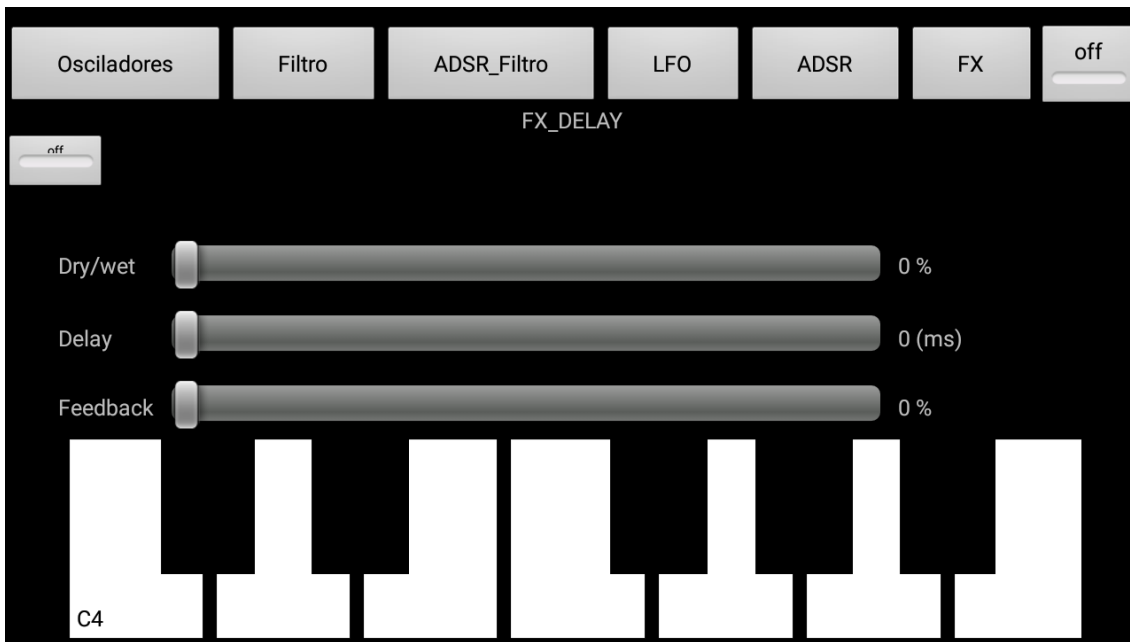 Osciladores Filtro ADSR_Filtro LFO ADSR FX off
FX_DELAY
off
Dry/wet 0 %
Delay 0 (ms)
Feedback 0 %
C4